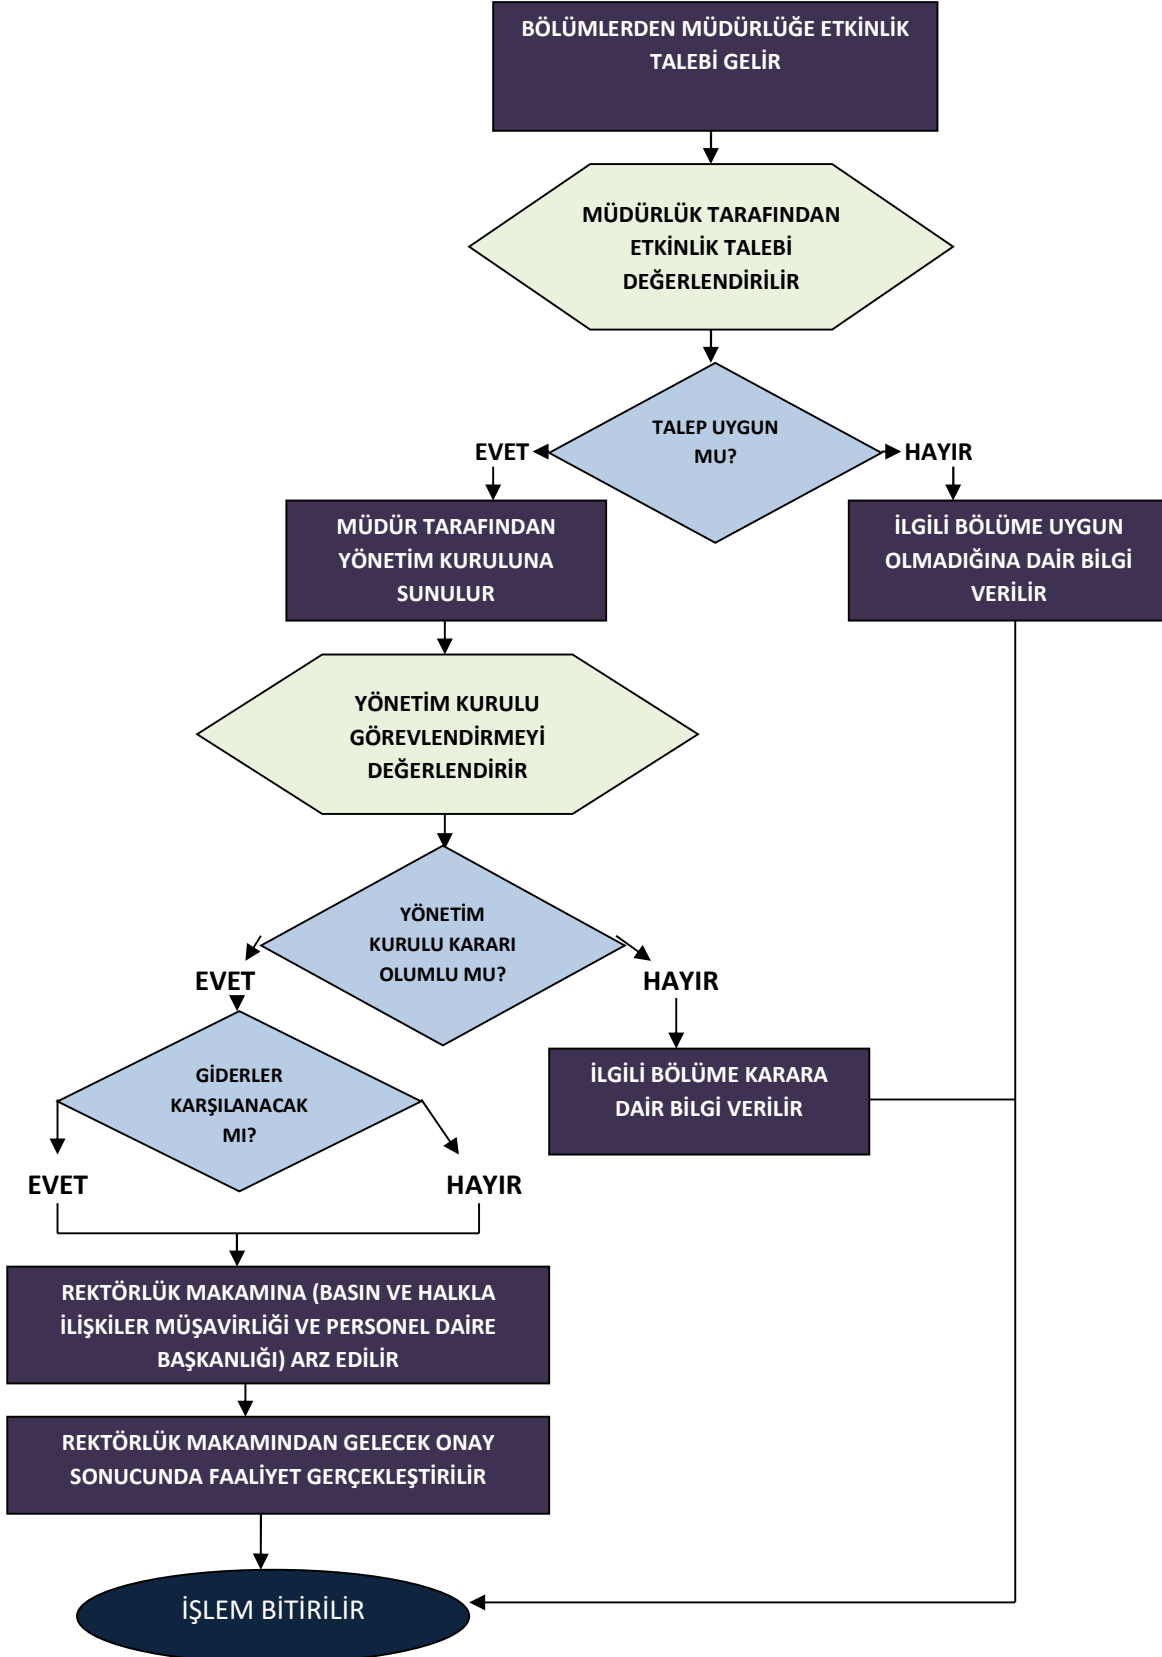 BÖLÜMLERDEN MÜDÜRLÜĞE ETKİNLİK
TALEBİ GELİR
MÜDÜRLÜK TARAFINDAN
ETKİNLİK TALEBİ
DEĞERLENDİRİLİR
TALEP UYGUN
MU?
EVET
HAYIR
MÜDÜR TARAFINDAN
YÖNETİM KURULUNA
SUNULUR
İLGİLİ BÖLÜME UYGUN
OLMADIĞINA DAİR BİLGİ
VERİLİR
YÖNETİM KURULU
GÖREVLENDİRMEYİ
DEĞERLENDİRİR
YÖNETİM
KURULU KARARI
OLUMLU MU?
EVET
HAYIR
GİDERLER
KARŞILANACAK
MI?
İLGİLİ BÖLÜME KARARA
DAİR BİLGİ VERİLİR
EVET
HAYIR
REKTÖRLÜK MAKAMINA (BASIN VE HALKLA
İLİŞKİLER MÜŞAVİRLİĞİ VE PERSONEL DAİRE
BAŞKANLIĞI) ARZ EDİLİR
REKTÖRLÜK MAKAMINDAN GELECEK ONAY
SONUCUNDA FAALİYET GERÇEKLEŞTİRİLİR
İŞLEM BİTİRİLİR